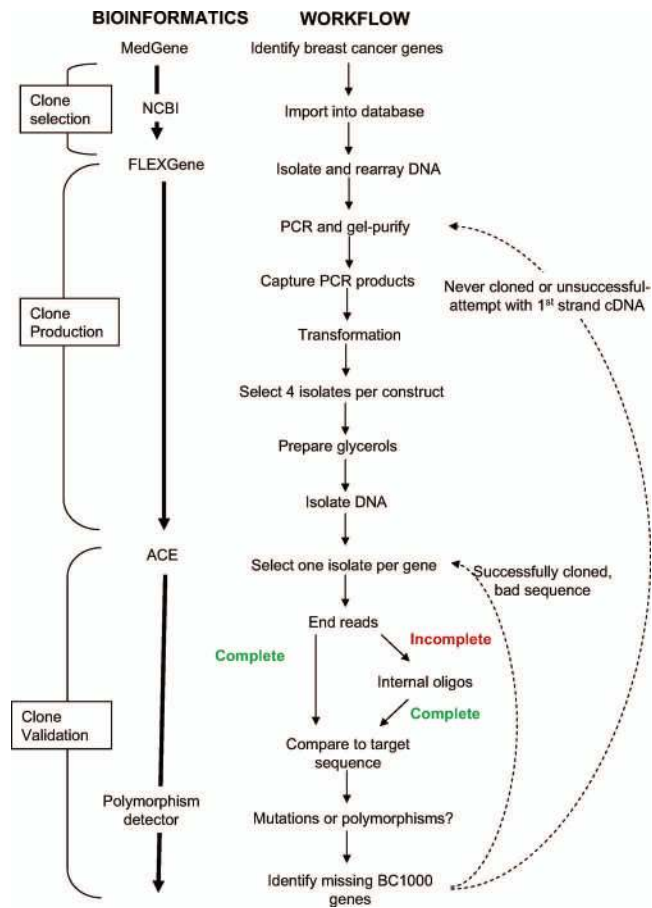 BIOINFORMATICS
WORKFLOW
MedGene
Identify breast cancer genes
Clone
selection
NCBI
Import into database
FLEXGene
Isolate and rearray DNA
PCR and gel-purify
Capture PCR products
Never cloned or unsuccessful-
attempt with 1st strand cDNA
Clone
Production
Transformation
Select 4 isolates per construct
Prepare glycerols
Isolate DNA
ACE
Select one isolate per gene
Successfully cloned,
bad sequence
End reads
Complete
Incomplete
Internal oligos
Complete
Clone
Validation
Compare to target
sequence
Polymorphism
detector
Mutations or polymorphisms?
Identify missing BC1000
genes